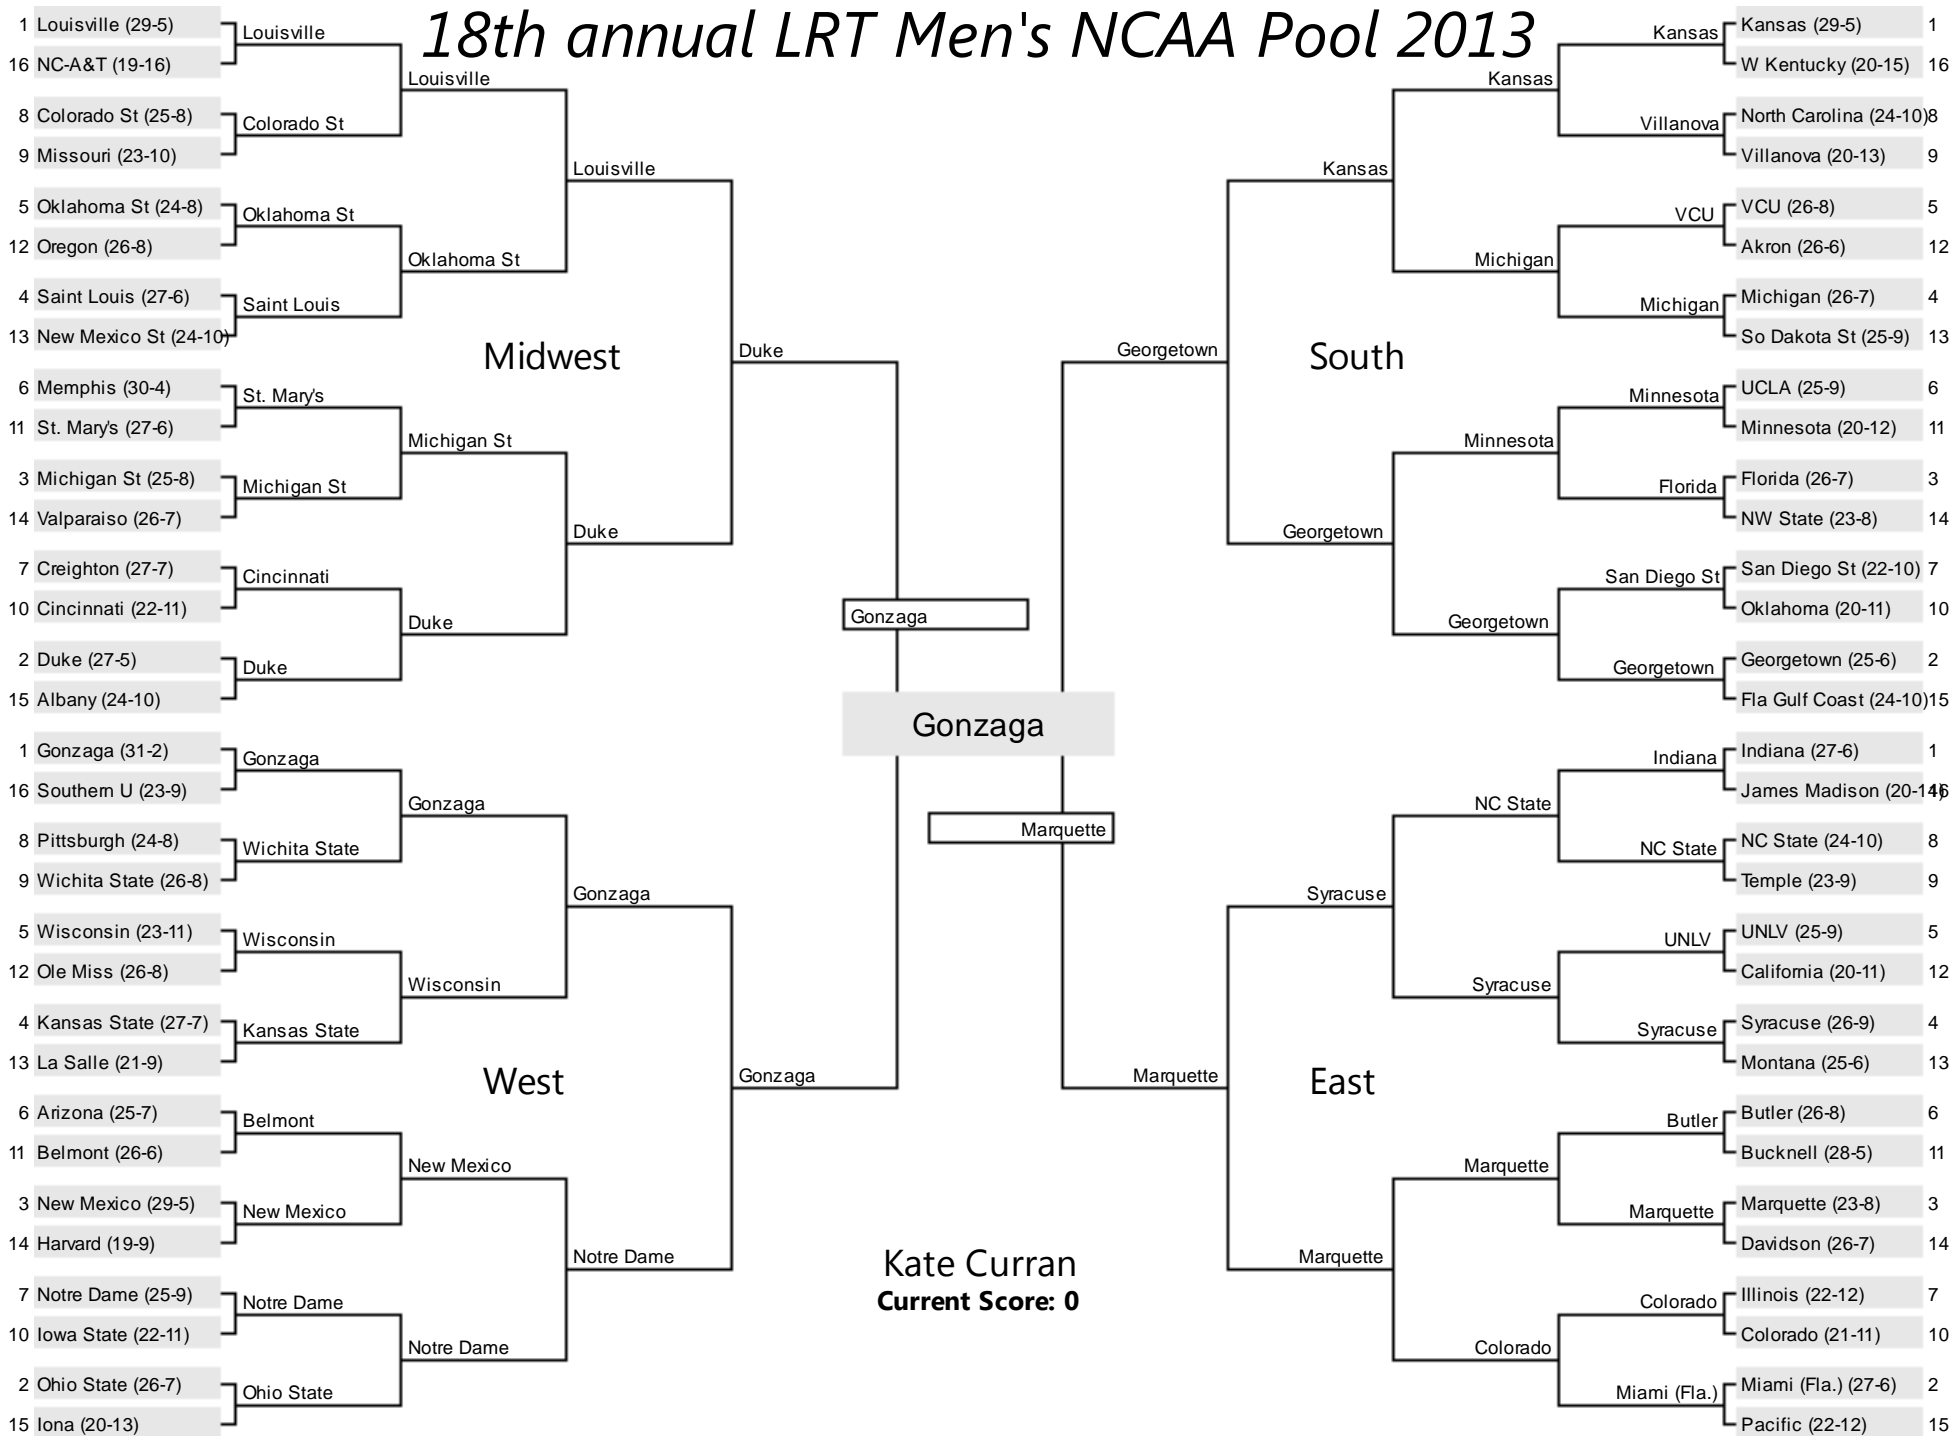 18th annual LRT Men's NCAA Pool 2013
1 Louisville (29-5)
16 NC-A&T (19-16)
8 Colorado St (25-8)
9 Missouri (23-10)
5 Oklahoma St (24-8)
12 Oregon (26-8)
4 Saint Louis (27-6)
13 New Mexico St (24-10)
6 Memphis (30-4)
11 St. Mary's (27-6)
3 Michigan St (25-8)
14 Valparaiso (26-7)
7 Creighton (27-7)
10 Cincinnati (22-11)
2 Duke (27-5)
15 Albany (24-10)
1 Gonzaga (31-2)
16 Southern U (23-9)
8 Pittsburgh (24-8)
9 Wichita State (26-8)
5 Wisconsin (23-11)
12 Ole Miss (26-8)
4 Kansas State (27-7)
13 La Salle (21-9)
6 Arizona (25-7)
11 Belmont (26-6)
3 New Mexico (29-5)
14 Harvard (19-9)
7 Notre Dame (25-9)
10 Iowa State (22-11)
2 Ohio State (26-7)
15 Iona (20-13)
Louisville
Colorado St
Oklahoma St
Saint Louis
St. Mary's
Michigan St
Cincinnati
Duke
Gonzaga
Wichita State
Wisconsin
Kansas State
Belmont
New Mexico
Notre Dame
Ohio State
Louisville
Oklahoma St
Michigan St
Duke
Gonzaga
Wisconsin
New Mexico
Notre Dame
Louisville
Duke
Gonzaga
Notre Dame
Midwest
West
Duke
Gonzaga
Gonzaga
Gonzaga
Marquette
Kate Curran
Current Score: 0
Georgetown
Marquette
South
East
Kansas
Georgetown
Syracuse
Marquette
Kansas
Michigan
Minnesota
Georgetown
NC State
Syracuse
Marquette
Colorado
Kansas
Villanova
VCU
Michigan
Minnesota
Florida
San Diego St
Georgetown
Indiana
NC State
UNLV
Syracuse
Butler
Marquette
Colorado
Miami (Fla.)
Kansas (29-5) 1
W Kentucky (20-15) 16
North Carolina (24-10) 8
Villanova (20-13) 9
VCU (26-8) 5
Akron (26-6) 12
Michigan (26-7) 4
So Dakota St (25-9) 13
UCLA (25-9) 6
Minnesota (20-12) 11
Florida (26-7) 3
NW State (23-8) 14
San Diego St (22-10) 7
Oklahoma (20-11) 10
Georgetown (25-6) 2
Fla Gulf Coast (24-10) 15
Indiana (27-6) 1
James Madison (20-14) 16
NC State (24-10) 8
Temple (23-9) 9
UNLV (25-9) 5
California (20-11) 12
Syracuse (26-9) 4
Montana (25-6) 13
Butler (26-8) 6
Bucknell (28-5) 11
Marquette (23-8) 3
Davidson (26-7) 14
Illinois (22-12) 7
Colorado (21-11) 10
Miami (Fla.) (27-6) 2
Pacific (22-12) 15